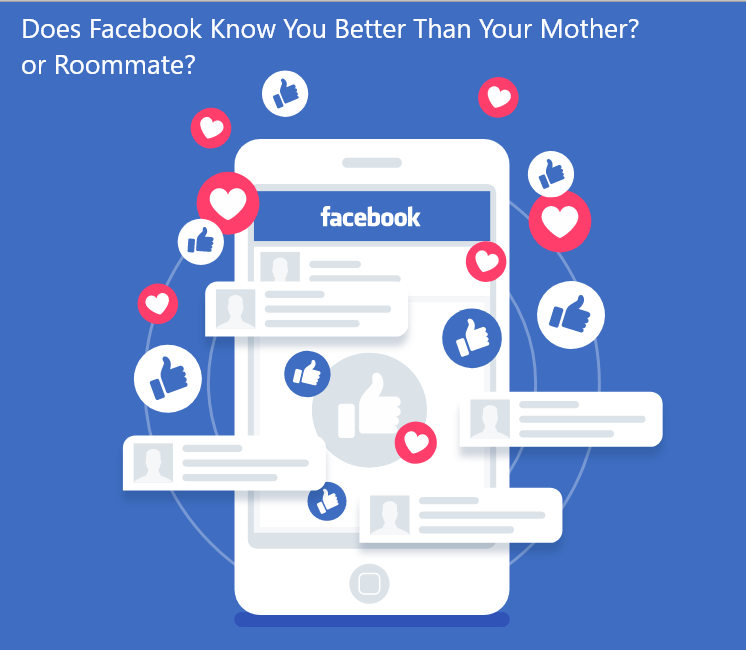 Does Facebook Know You Better Than Your Mother?
or Roommate?
facebook